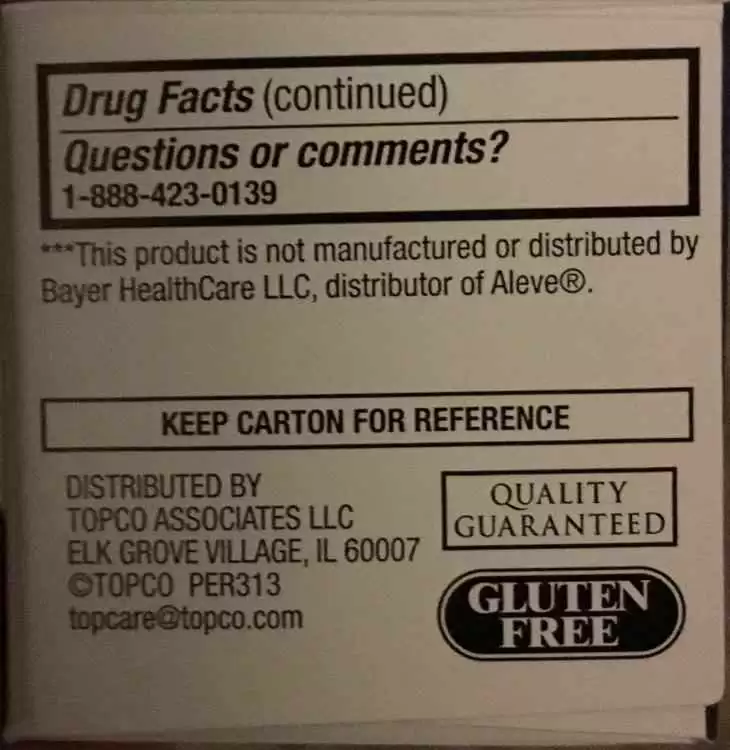 Drug Facts (continued)
Questions or comments?
1-888-423-0139
***This product is not manufactured or distributed by
Bayer HealthCare LLC, distributor of Aleve®.
KEEP CARTON FOR REFERENCE
DISTRIBUTED BY
TOPCO ASSOCIATES LLC
ELK GROVE VILLAGE, IL 60007
©TOPCO PER313
topcare@topco.com
QUALITY
GUARANTEED
GLUTEN
FREE